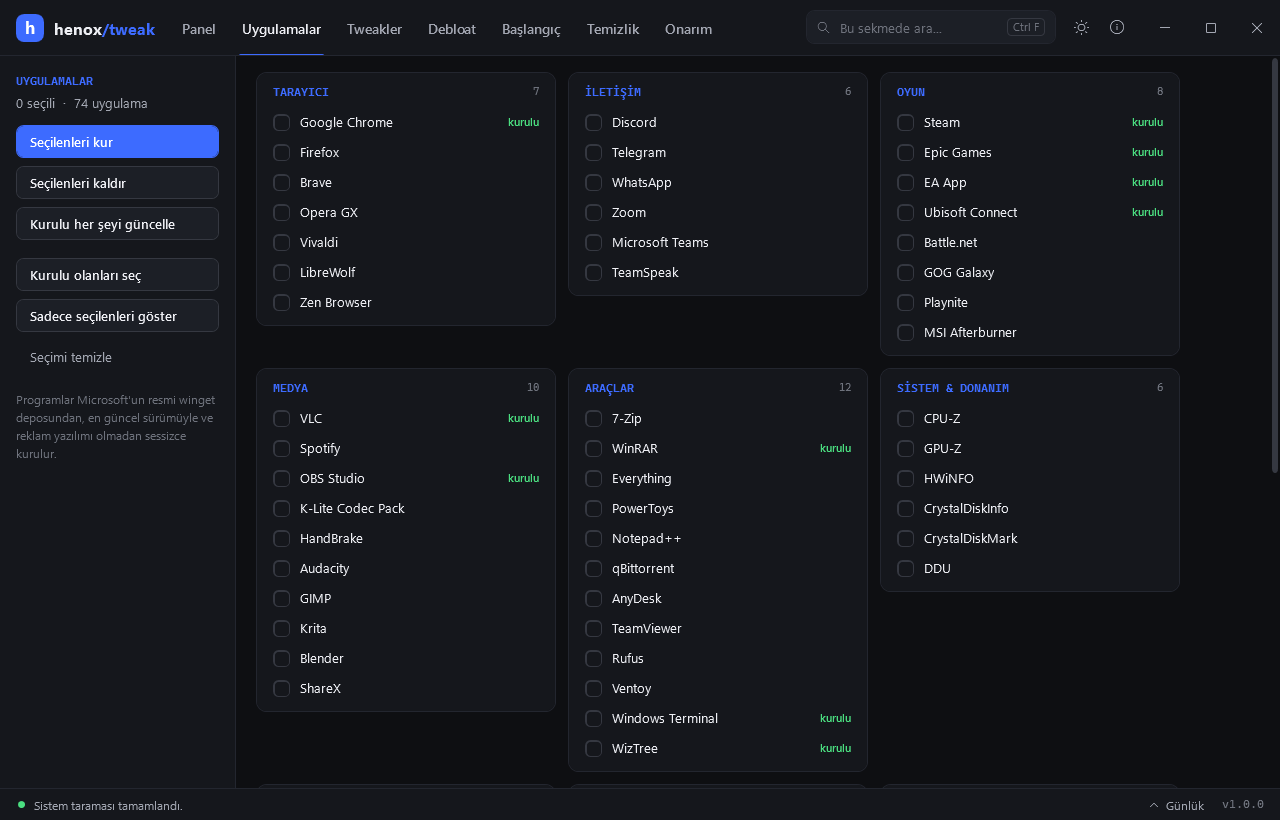 h henox/tweak Panel Uygulamalar Tweakler Debloat Başlangıç Temizlik Onarım Bu sekmede ara... Ctrl F
UYGULAMALAR
0 seçili · 74 uygulama
Seçilenleri kur
Seçilenleri kaldır
Kurulu her şeyi güncelle
Kurulu olanları seç
Sadece seçilenleri göster
Seçimi temizle
Programlar Microsoft'un resmi winget
deposundan, en güncel sürümüyle ve
reklam yazılımı olmadan sessizce
kurulur.
TARAYICI 7
Google Chrome kurulu
Firefox
Brave
Opera GX
Vivaldi
LibreWolf
Zen Browser
İLETİŞİM 6
Discord
Telegram
WhatsApp
Zoom
Microsoft Teams
TeamSpeak
OYUN 8
Steam kurulu
Epic Games kurulu
EA App kurulu
Ubisoft Connect kurulu
Battle.net
GOG Galaxy
Playnite
MSI Afterburner
MEDYA 10
VLC kurulu
Spotify
OBS Studio kurulu
K-Lite Codec Pack
HandBrake
Audacity
GIMP
Krita
Blender
ShareX
ARAÇLAR 12
7-Zip
WinRAR kurulu
Everything
PowerToys
Notepad++
qBittorrent
AnyDesk
TeamViewer
Rufus
Ventoy
Windows Terminal kurulu
WizTree kurulu
SİSTEM & DONANIM 6
CPU-Z
GPU-Z
HWiNFO
CrystalDiskInfo
CrystalDiskMark
DDU
Sistem taraması tamamlandı. Günlük v1.0.0